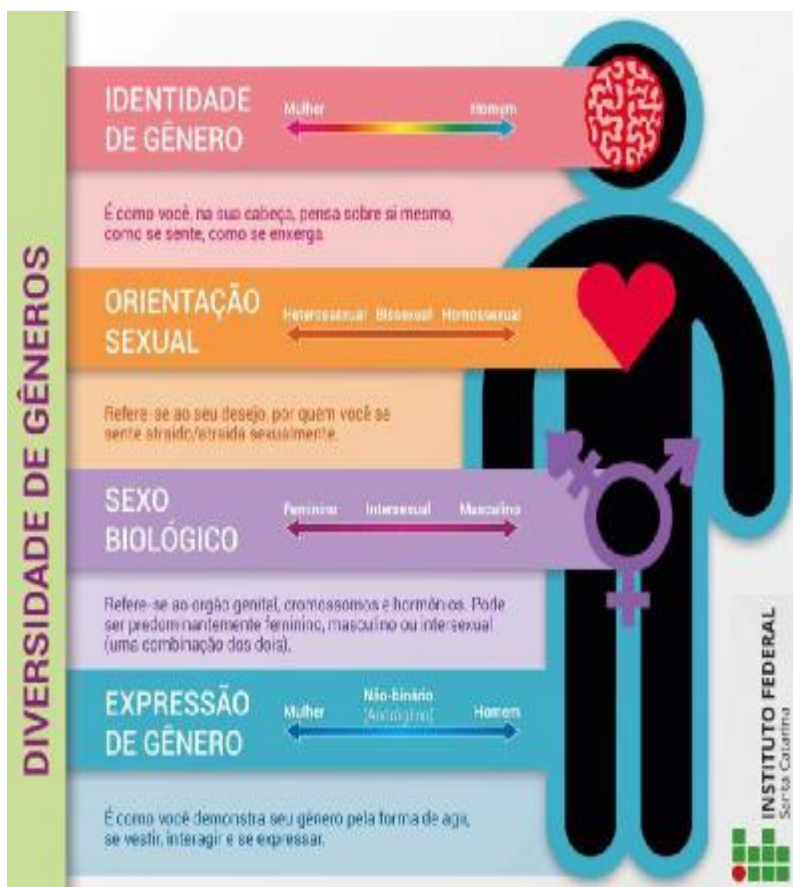 DIVERSIDADE DE GÊNEROS
IDENTIDADE
DE GÊNERO
Mulher Homem
É como você, na sua cabeça, pensa sobre si mesmo,
como se sente, como se enxerga.
ORIENTAÇÃO
SEXUAL
Heterossexual Bissexual Homossexual
Refere-se ao seu desejo, por quem você se
sente atraído/atraída sexualmente.
SEXO
BIOLÓGICO
Feminino Intersexual Masculino
Refere-se ao orgão genital, cromossomos e hormônios. Pode
ser predominantemente feminino, masculino ou intersexual
(uma combinação dos dois).
EXPRESSÃO
DE GÊNERO
Não-binário
Mulher (Andrógino) Homem
É como você demonstra seu gênero pela forma de agir,
se vestir, interagir e se expressar.
INSTITUTO FEDERAL
Santa Catarina